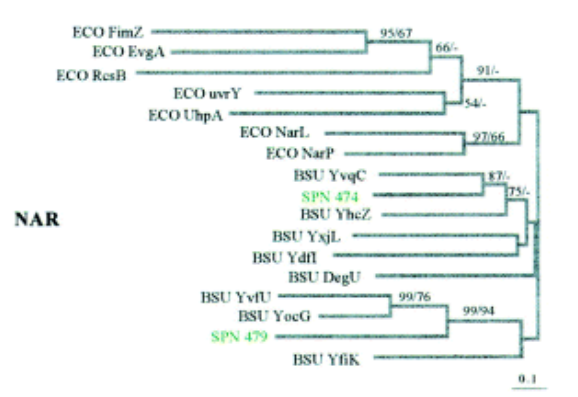 ECO FimZ
95/67
ECO EvgA
66/-
ECO RcsB
91/-
ECO uvrY
54/-
ECO UhpA
ECO NarL
97/66
ECO NarP
BSU YvqC
87/-
SPN 474
75/-
BSU YhcZ
NAR
BSU YxjL
BSU YdfI
BSU DegU
BSU YvfU
99/76
BSU YocG
99/94
SPN 479
BSU YfiK
0.1